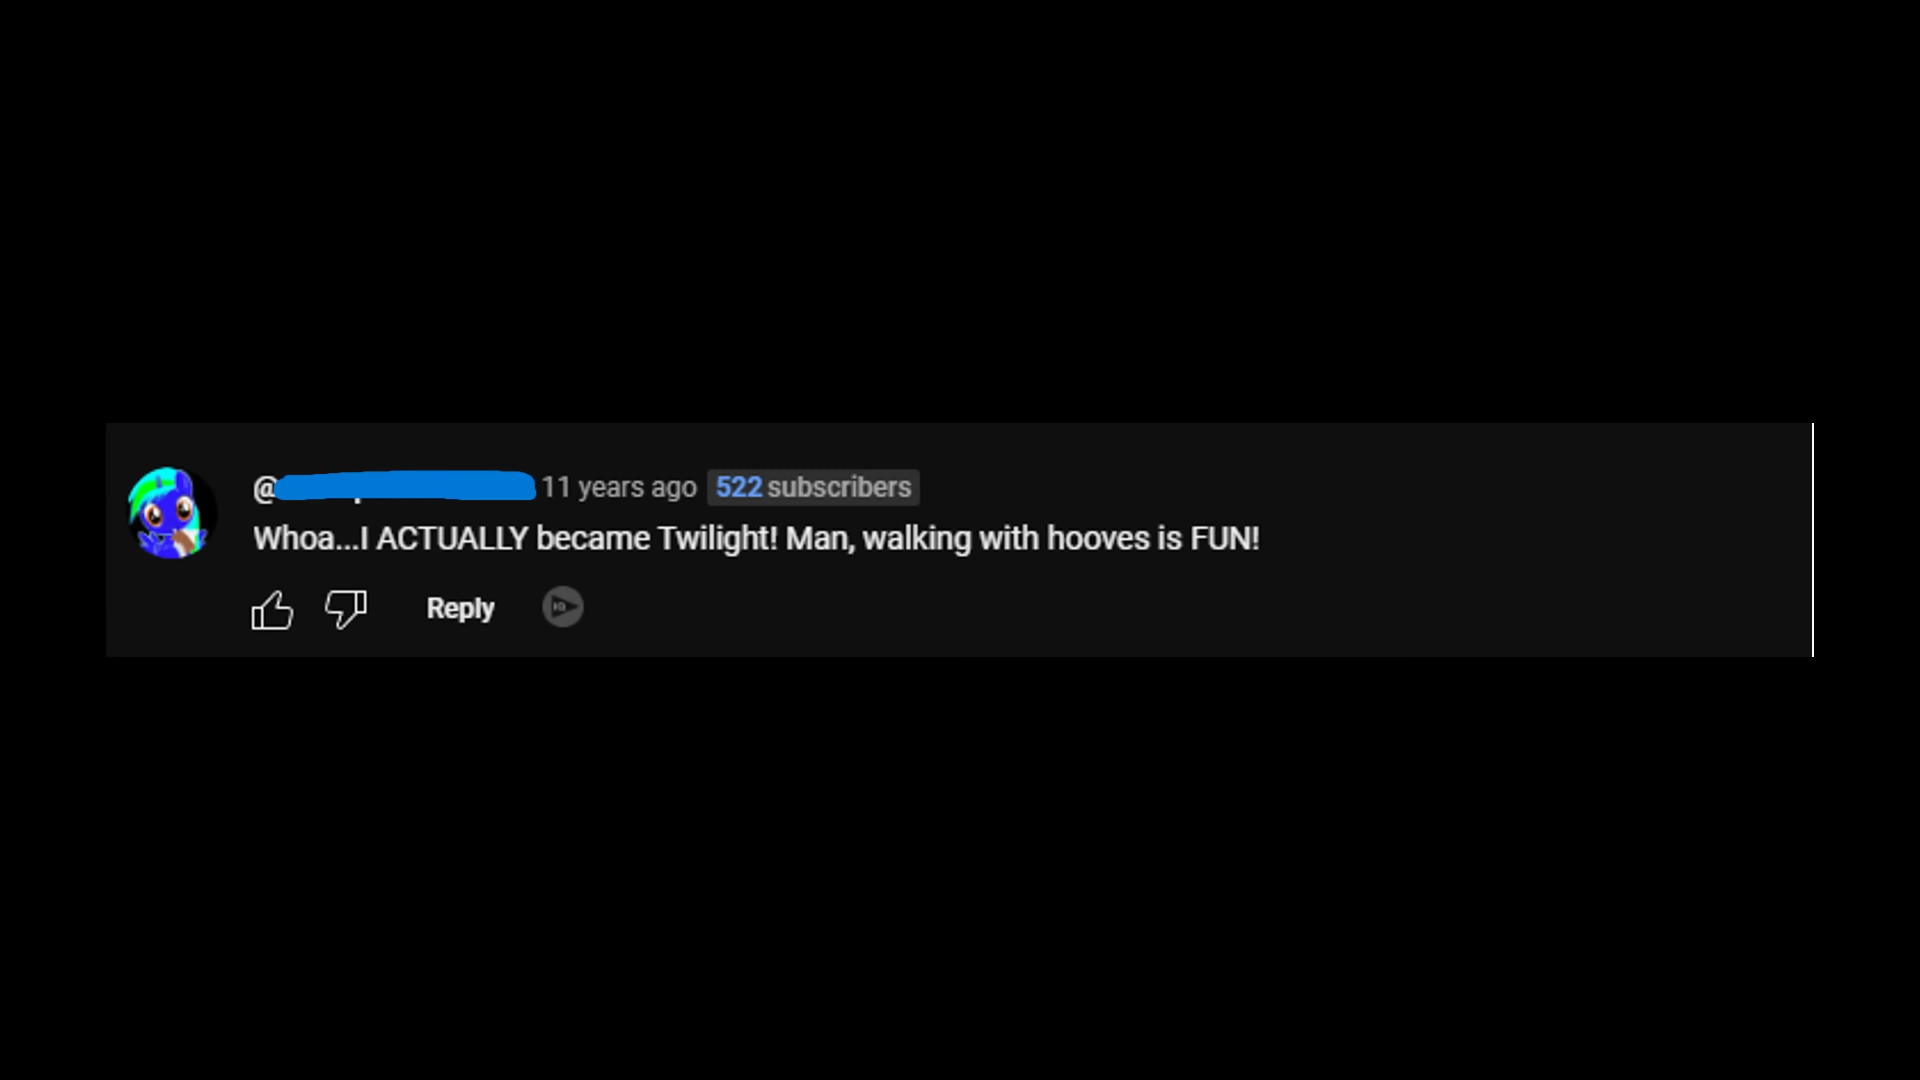 @ 11 years ago 522 subscribers
Whoa...I ACTUALLY became Twilight! Man, walking with hooves is FUN!
Reply